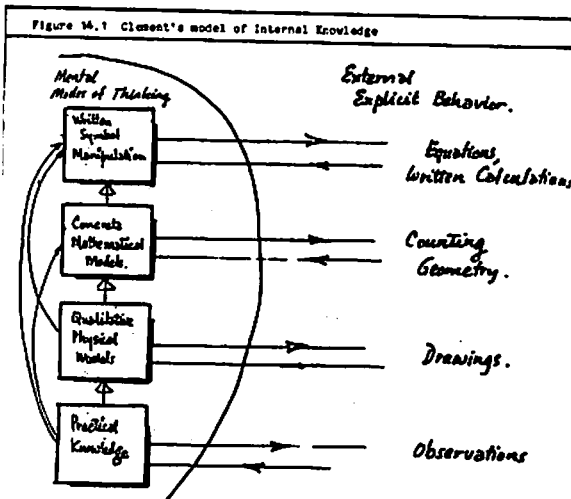 Figure 14.1 Clement's model of Internal Knowledge
Mental
Modes of Thinking
External
Explicit Behavior.
Written
Symbol
Manipulation
Equations,
Written Calculations
Concrete
Mathematical
Models.
Counting
Geometry.
Qualitative
Physical
Models
Drawings.
Practical
Knowledge
Observations